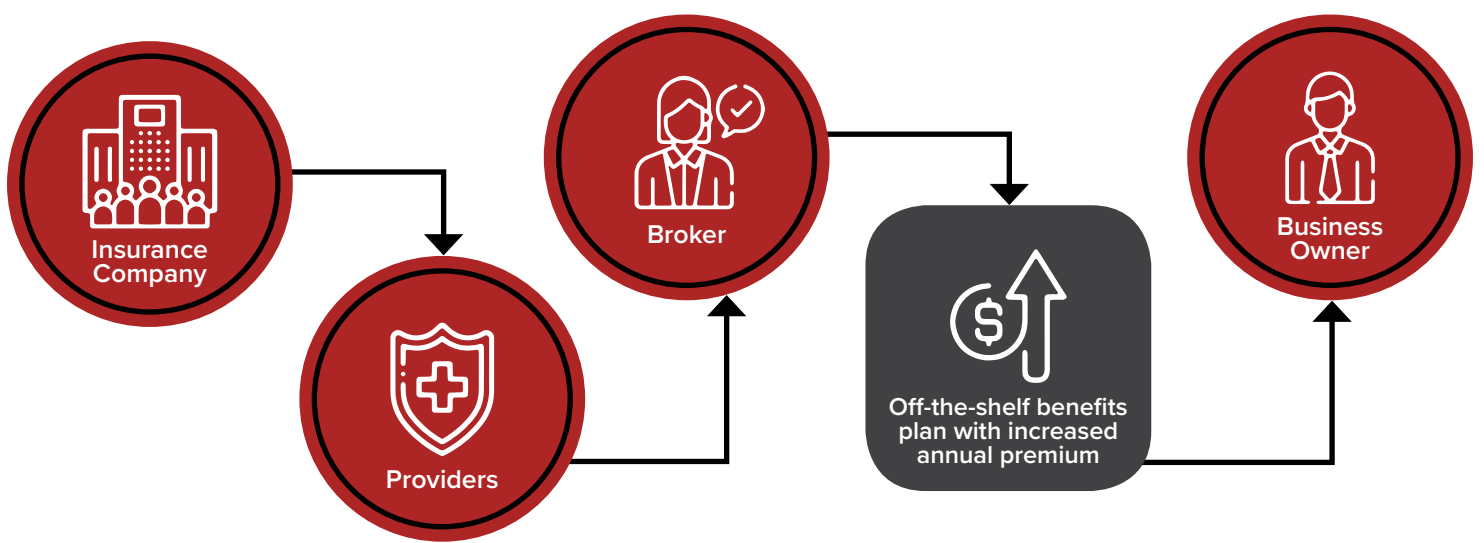 Insurance
Company
Providers
Broker
Off-the-shelf benefits
plan with increased
annual premium
Business
Owner